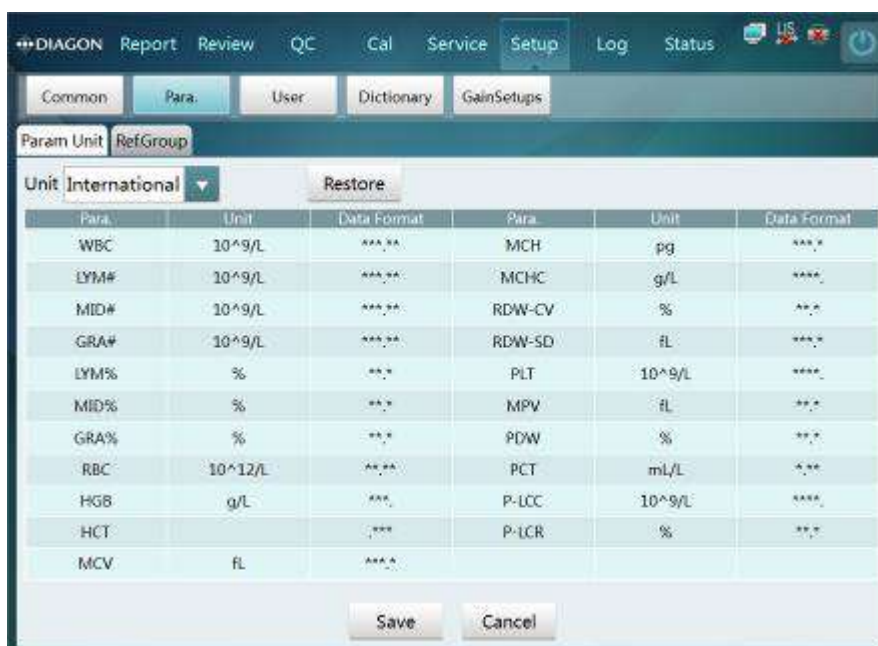 DIAGON Report Review QC Cal Service Setup Log Status
Common Para. User Dictionary GainSetups
Param Unit RefGroup
Unit International Restore
Para. Unit Data Format Para. Unit Data Format
WBC 10^9/L ***.** MCH pg ***.*
LYM# 10^9/L ***.** MCHC g/L ****.
MID# 10^9/L ***.** RDW-CV % **.*
GRA# 10^9/L ***.** RDW-SD fL ***.*
LYM% % **.* PLT 10^9/L ****.
MID% % **.* MPV fL **.*
GRA% % **.* PDW % **.*
RBC 10^12/L **.** PCT mL/L *.**
HGB g/L ***. P-LCC 10^9/L ****.
HCT .*** P-LCR % **.*
MCV fL ***.*
Save Cancel